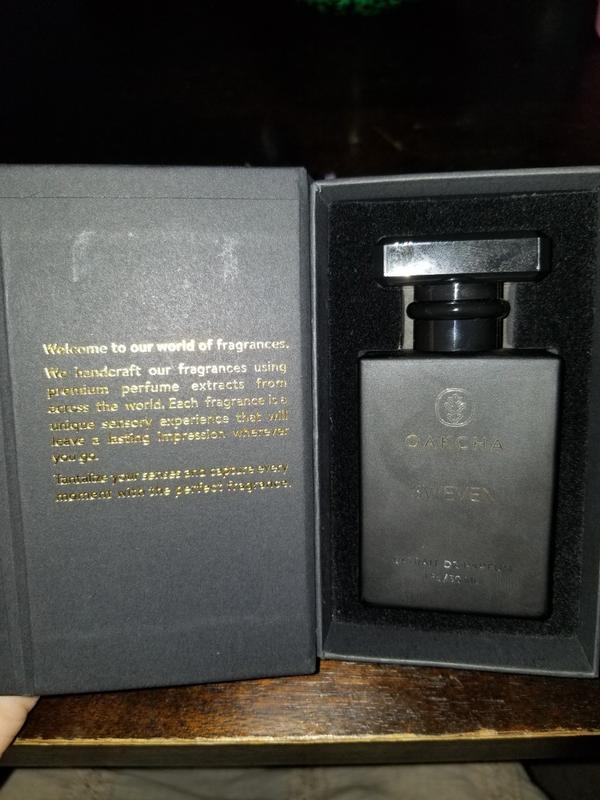 Welcome to our world of fragrances.
We handcraft our fragrances using
premium perfume extracts from
across the world. Each fragrance is a
unique sensory experience that will
leave a lasting impression wherever
you go.
Tantalize your senses and capture every
moment with the perfect fragrance.
OAKCHA
EXTRAIT DE PARFUM